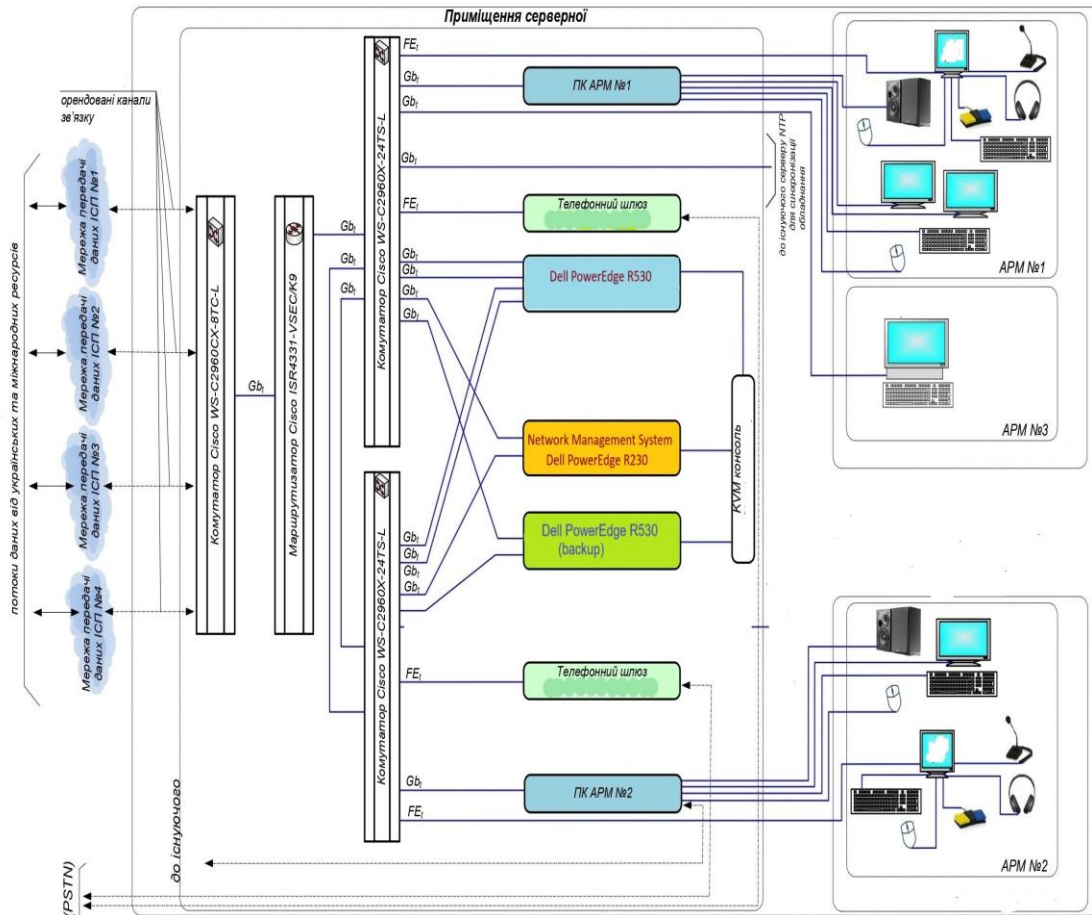 Приміщення серверної
орендовані канали
зв'язку
потоки даних від українських та міжнародних ресурсів
Мережа передачі
даних ІСП №1
Мережа передачі
даних ІСП №2
Мережа передачі
даних ІСП №3
Мережа передачі
даних ІСП №4
Комутатор Cisco WS-C2960CX-8TC-L
Gbt
Маршрутизатор Cisco ISR4331-VSEC/K9
Gbt
Gbt
Gbt
Комутатор Cisco WS-C2960X-24TS-L
FEt
Gbt
Gbt
Gbt
FEt
Gbt
Gbt
Gbt
Gbt
Комутатор Cisco WS-C2960X-24TS-L
Gbt
Gbt
Gbt
FEt
Gbt
FEt
ПК АРМ №1
Телефонний шлюз
Dell PowerEdge R530
Network Management System
Dell PowerEdge R230
Dell PowerEdge R530
(backup)
Телефонний шлюз
ПК АРМ №2
KVM консоль
до існуючого серверу NTP
для синхронізації
обладнання
АРМ №1
АРМ №3
АРМ №2
до існуючого
(PSTN)